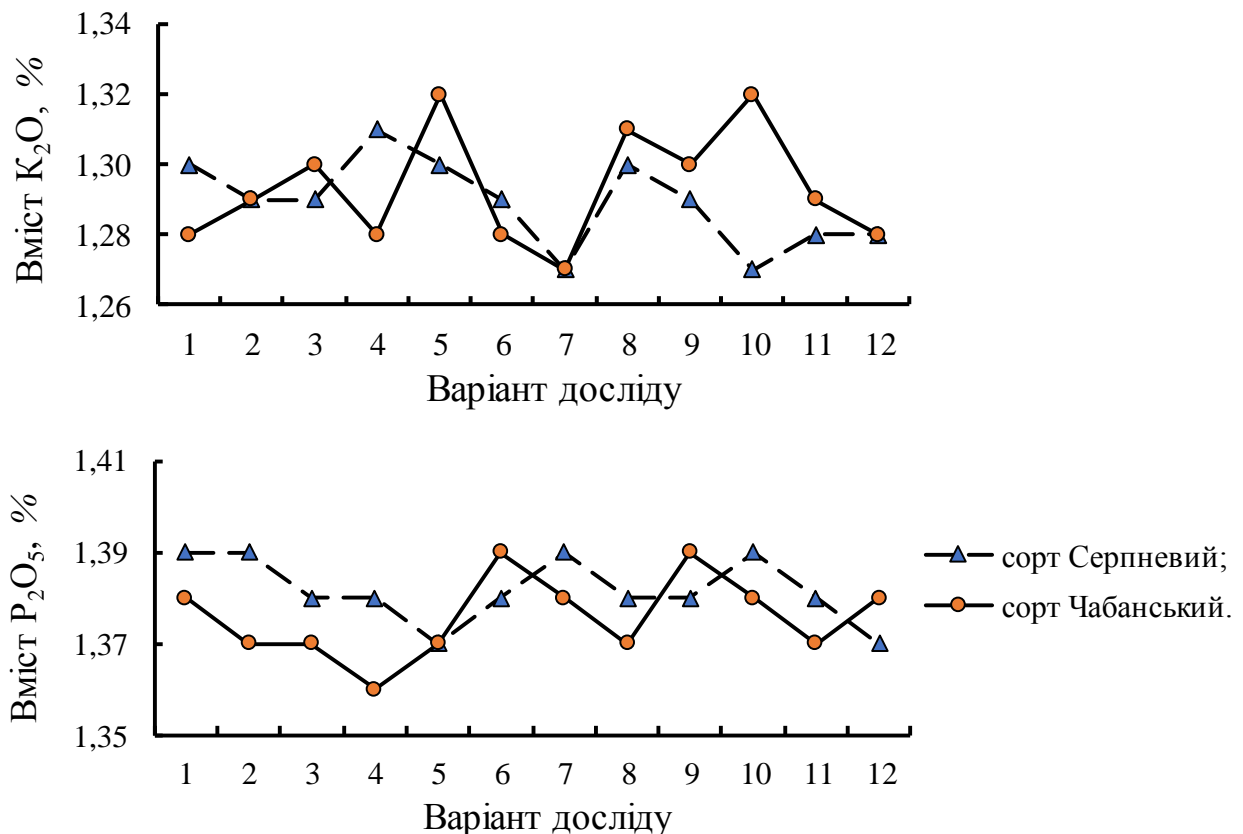 Вміст K₂O, %
1,34
1,32
1,30
1,28
1,26
1 2 3 4 5 6 7 8 9 10 11 12
Варіант досліду
Вміст P₂O₅, %
1,41
1,39
1,37
1,35
1 2 3 4 5 6 7 8 9 10 11 12
Варіант досліду
сорт Серпневий;
сорт Чабанський.